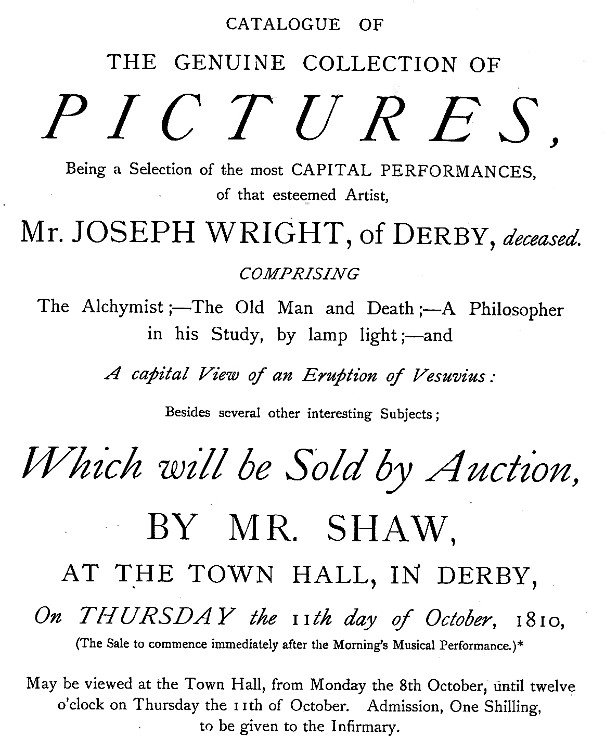 CATALOGUE OF
THE GENUINE COLLECTION OF
PICTURES,
Being a Selection of the most CAPITAL PERFORMANCES,
of that esteemed Artist,
Mr. JOSEPH WRIGHT, of DERBY, deceased.
COMPRISING
The Alchymist ;—The Old Man and Death ;—A Philosopher
in his Study, by lamp light ;—and
A capital View of an Eruption of Vesuvius :
Besides several other interesting Subjects ;
Which will be Sold by Auction,
BY MR. SHAW,
AT THE TOWN HALL, IN DERBY,
On THURSDAY the 11th day of October, 1810,
(The Sale to commence immediately after the Morning's Musical Performance.)*
May be viewed at the Town Hall, from Monday the 8th October, until twelve
o'clock on Thursday the 11th of October. Admission, One Shilling,
to be given to the Infirmary.